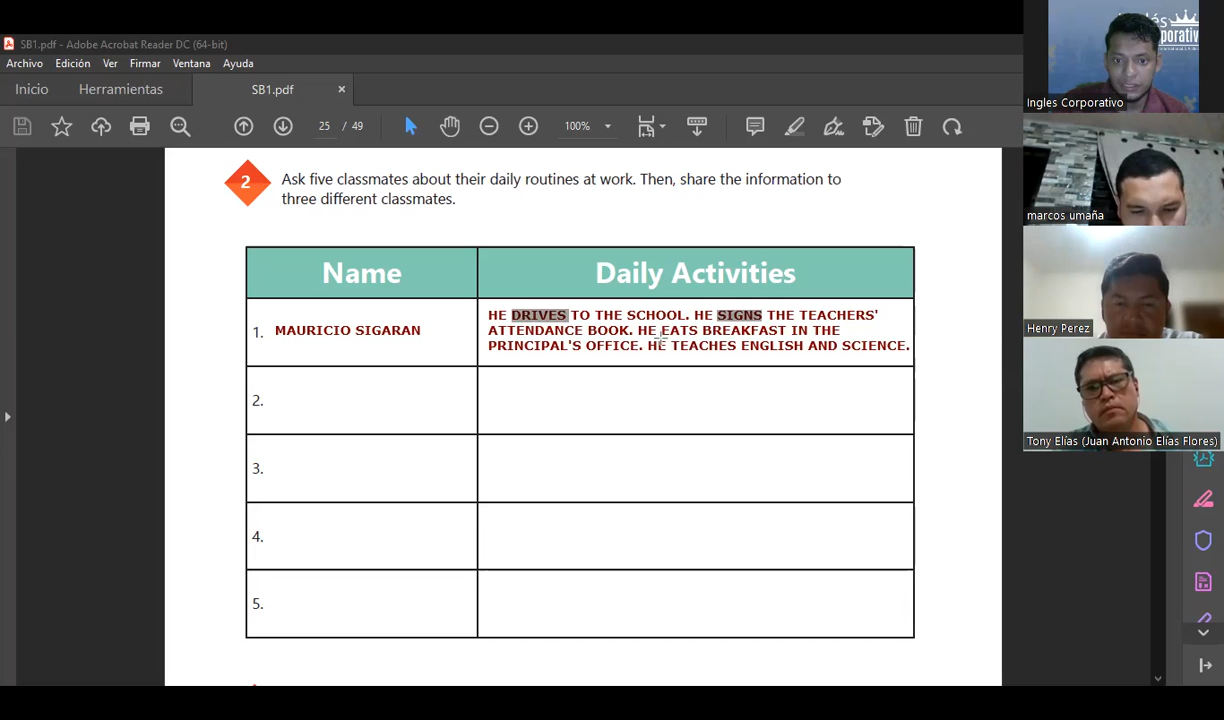 SB1.pdf - Adobe Acrobat Reader DC (64-bit)
Archivo Edición Ver Firmar Ventana Ayuda
Inicio Herramientas SB1.pdf ×
25 / 49 100%
2 Ask five classmates about their daily routines at work. Then, share the information to
three different classmates.
Name Daily Activities
1. MAURICIO SIGARAN
HE DRIVES TO THE SCHOOL. HE SIGNS THE TEACHERS'
ATTENDANCE BOOK. HE EATS BREAKFAST IN THE
PRINCIPAL'S OFFICE. HE TEACHES ENGLISH AND SCIENCE.
2.
3.
4.
5.
Ingles Corporativo
marcos umaña
Henry Perez
Tony Elías (Juan Antonio Elías Flores)